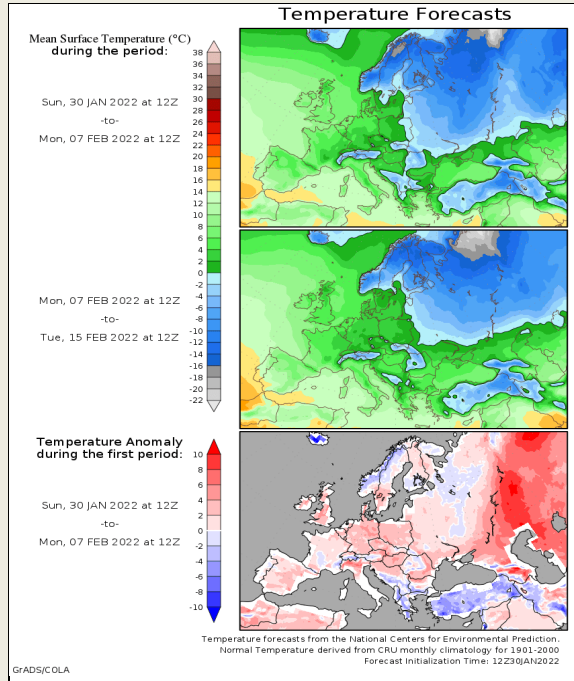 Temperature Forecasts
Mean Surface Temperature (°C)
during the period:
Sun, 30 JAN 2022 at 12Z
-to-
Mon, 07 FEB 2022 at 12Z
38
36
34
32
30
28
26
24
22
20
18
16
14
12
10
8
6
4
2
0
-2
-4
-6
-8
-10
-12
-14
-16
-18
-20
-22
Mon, 07 FEB 2022 at 12Z
-to-
Tue, 15 FEB 2022 at 12Z
Temperature Anomaly
during the first period:
Sun, 30 JAN 2022 at 12Z
-to-
Mon, 07 FEB 2022 at 12Z
10
8
6
4
2
0
-2
-4
-6
-8
-10
Temperature forecasts from the National Centers for Environmental Prediction.
Normal Temperature derived from CRU monthly climatology for 1901-2000
Forecast Initialization Time: 12Z30JAN2022
GrADS/COLA